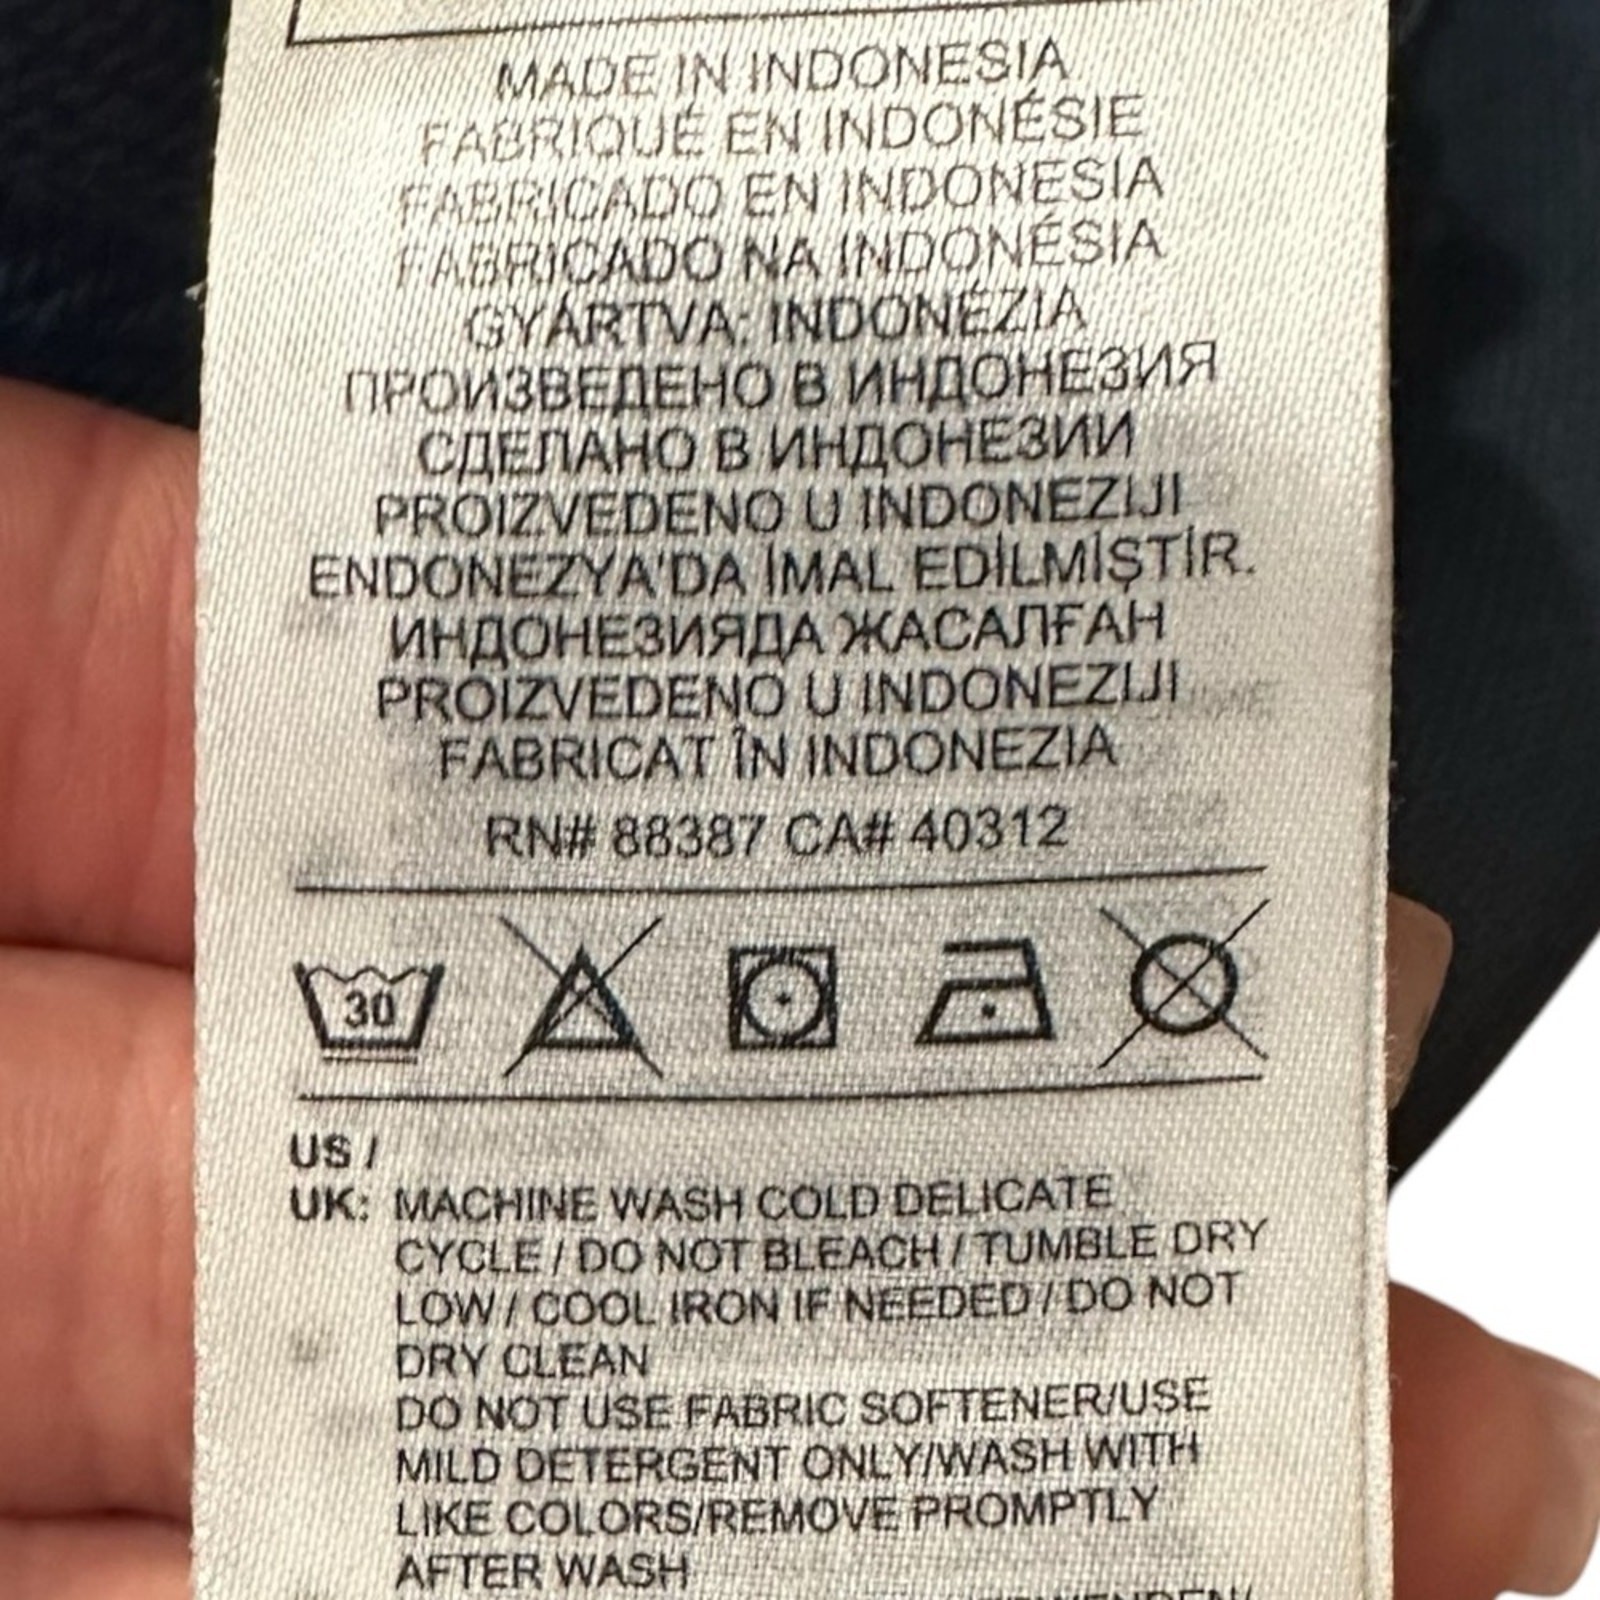 MADE IN INDONESIA
FABRIQUÉ EN INDONÉSIE
FABRICADO EN INDONESIA
FABRICADO NA INDONÉSIA
GYÁRTVA: INDONÉZIA
ПРОИЗВЕДЕНО В ИНДОНЕЗИЯ
СДЕЛАНО В ИНДОНЕЗИИ
PROIZVEDENO U INDONEZIJI
ENDONEZYA'DA İMAL EDİLMİŞTİR.
ИНДОНЕЗИЯДА ЖАСАЛҒАН
PROIZVEDENO U INDONEZIJI
FABRICAT ÎN INDONEZIA
RN# 88387 CA# 40312
30
US /
UK: MACHINE WASH COLD DELICATE
CYCLE / DO NOT BLEACH / TUMBLE DRY
LOW / COOL IRON IF NEEDED / DO NOT
DRY CLEAN
DO NOT USE FABRIC SOFTENER/USE
MILD DETERGENT ONLY/WASH WITH
LIKE COLORS/REMOVE PROMPTLY
AFTER WASH